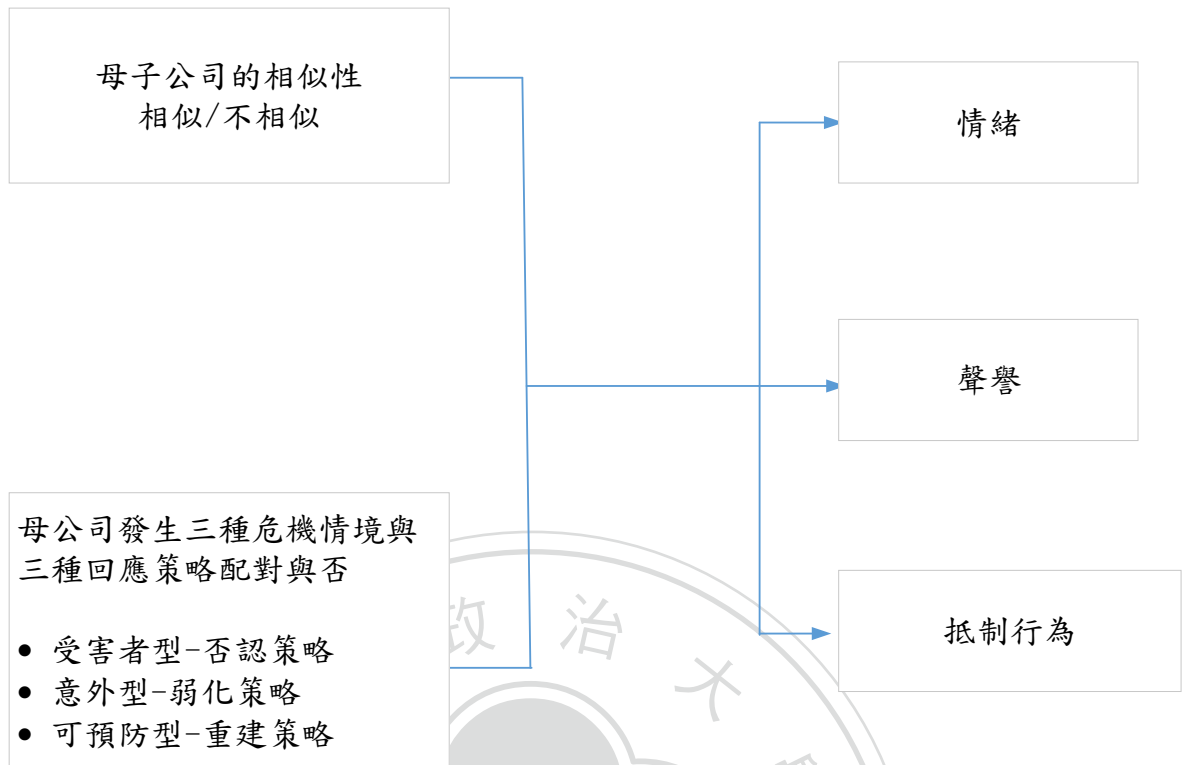 母子公司的相似性
相似/不相似
情緒
聲譽
母公司發生三種危機情境與
三種回應策略配對與否
• 受害者型-否認策略
• 意外型-弱化策略
• 可預防型-重建策略
抵制行為
政治大